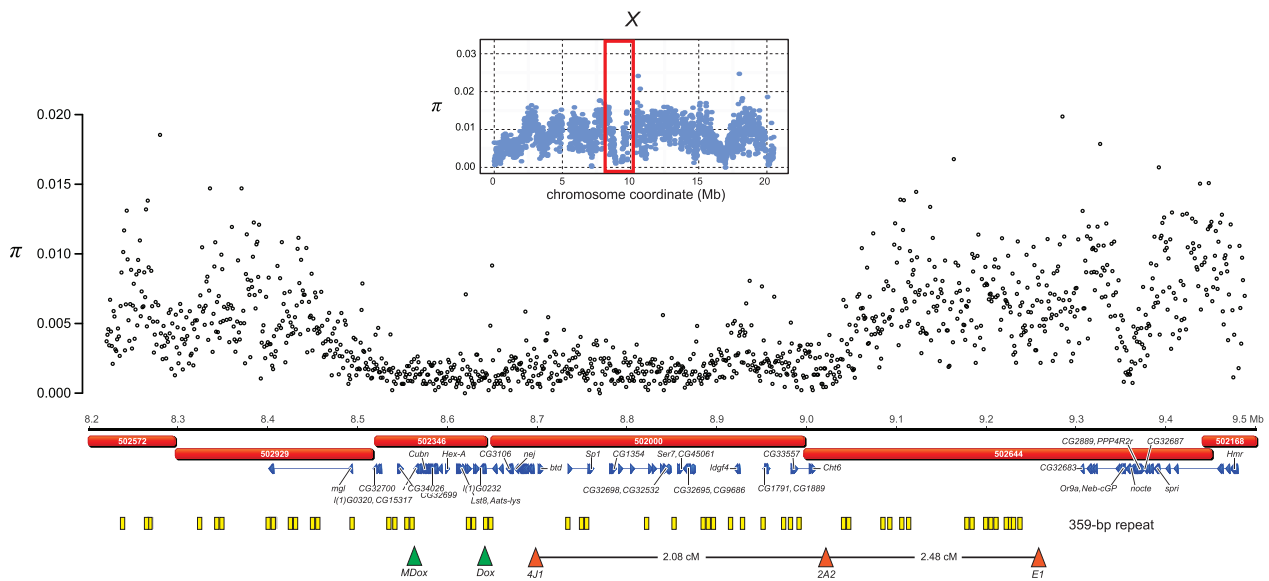 X
π
0.03
0.02
0.01
0.00
0 5 10 15 20
chromosome coordinate (Mb)
π
0.020
0.015
0.010
0.005
0.000
8.2 8.3 8.4 8.5 8.6 8.7 8.8 8.9 9.0 9.1 9.2 9.3 9.4 9.5 Mb
502572 502346 502000 CG2889, PPP4R2r CG32687 502168
502929 502644
Cubn Hex-A CG3106 nej Sp1 CG1354 Ser7, CG45061 CG33557 Hmr
btd Idgf4 Cht6 CG32683
mgl CG32700 CG34026 l(1)G0232 CG32698, CG32532 CG32695, CG9686 CG1791, CG1889 Or9a, Neb-cGP nocte spri
l(1)G0320, CG15317 CG32699 Lst8, Aats-lys
359-bp repeat
2.08 cM 2.48 cM
MDox Dox 4J1 2A2 E1